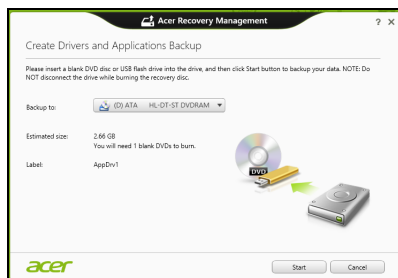 Acer Recovery Management
? ×
Create Drivers and Applications Backup
Please insert a blank DVD disc or USB flash drive into the drive, and then click Start button to backup your data. NOTE: Do
NOT disconnect the drive while burning the recovery disc.
Backup to: (D) ATA HL-DT-ST DVDRAM
Estimated size: 2.66 GB
You will need 1 blank DVDs to burn.
Label: AppDrv1
DVD
acer
Start Cancel